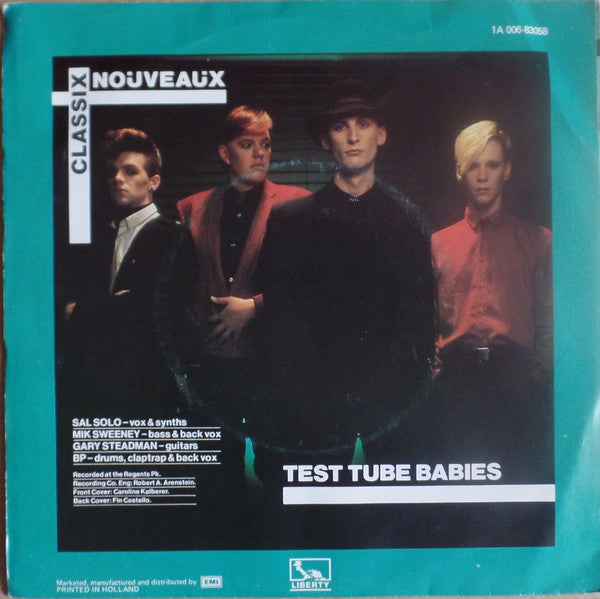 1A 006-83058
CLASSIX
NOÜVEAÜX
SAL SOLO – vox & synths
MIK SWEENEY – bass & back vox
GARY STEADMAN – guitars
BP – drums, claptrap & back vox
Recorded at the Regents Pk.
Recording Co. Eng: Robert A. Arenstein.
Front Cover: Caroline Kalberer.
Back Cover: Fin Costello.
TEST TUBE BABIES
Marketed, manufactured and distributed by EMI
PRINTED IN HOLLAND
LIBERTY